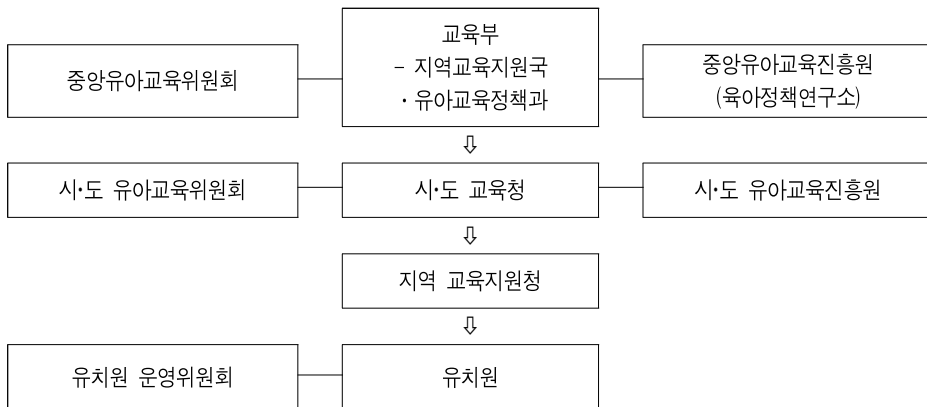 교육부
중앙유아교육위원회
- 지역교육지원국
· 유아교육정책과
중앙유아교육진흥원
(육아정책연구소)
⇩
시·도 유아교육위원회
시·도 교육청
시·도 유아교육진흥원
⇩
지역 교육지원청
⇩
유치원 운영위원회
유치원